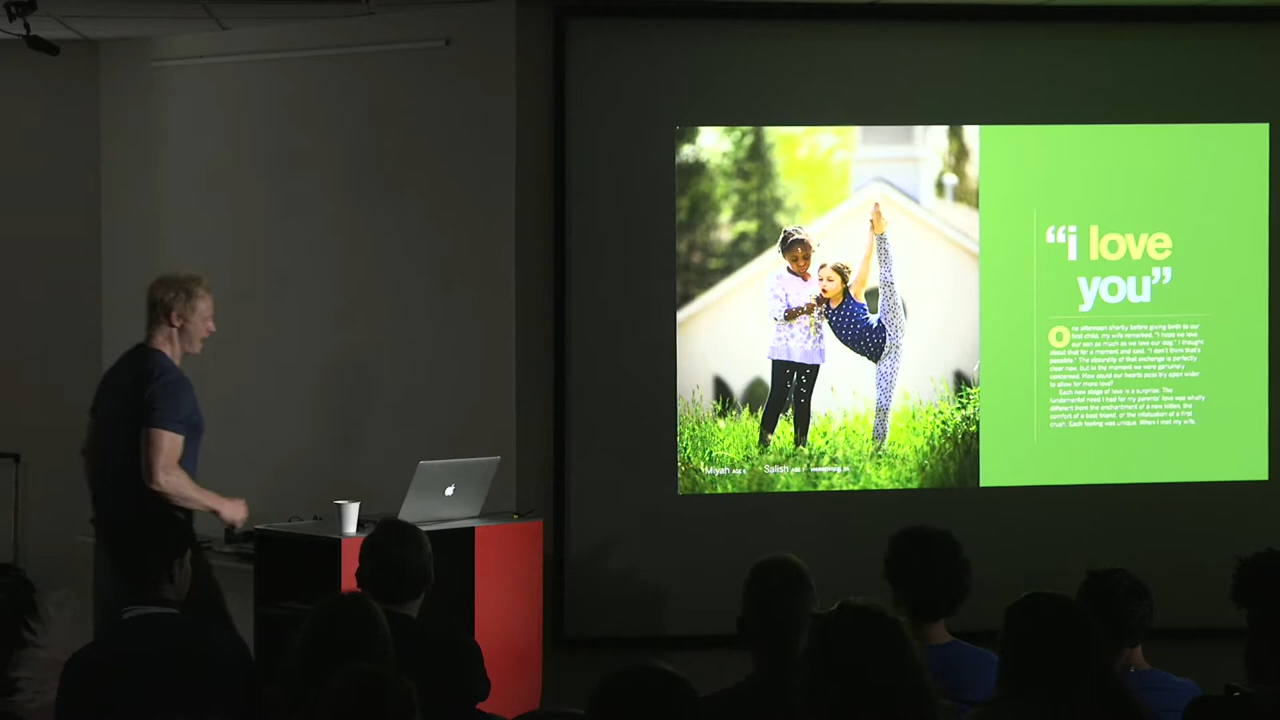 “i love
you”
One afternoon shortly before giving birth to our
first child, my wife remarked, “I hope we love
our son as much as we love our dog.” I thought
about that for a moment and said, “I don’t think that’s
possible.” The absurdity of that exchange is perfectly
clear now, but in the moment we were genuinely
concerned. How could our hearts possibly open wider
to allow for more love?
Each new stage of love is a surprise. The
fundamental need I had for my parents’ love was wholly
different from the enchantment of a new kitten, the
comfort of a best friend, or the infatuation of a first
crush. Each feeling was unique. When I met my wife,
Miyah AGE 6 Salish AGE 7